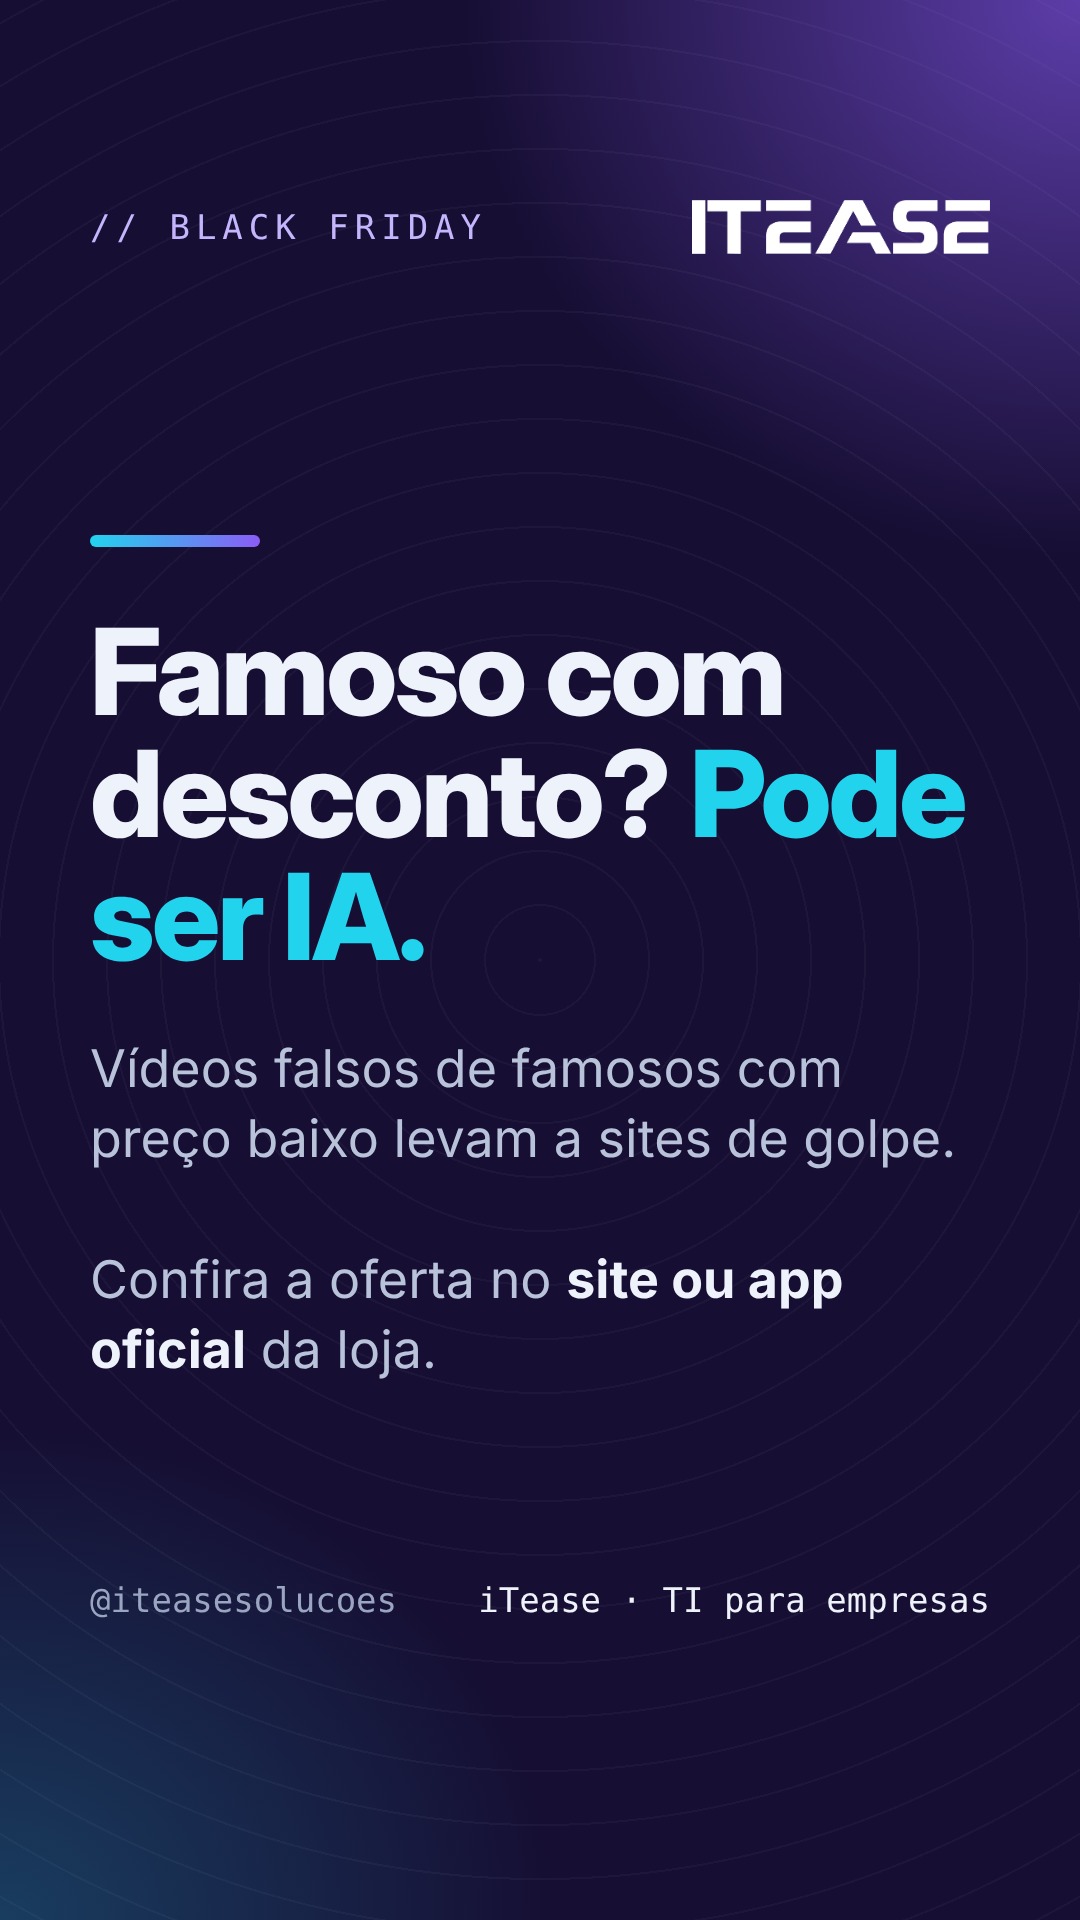 // BLACK FRIDAY
ITEASE
Famoso com
desconto? Pode
ser IA.
Vídeos falsos de famosos com
preço baixo levam a sites de golpe.
Confira a oferta no site ou app
oficial da loja.
@iteasesolucoes
iTease · TI para empresas